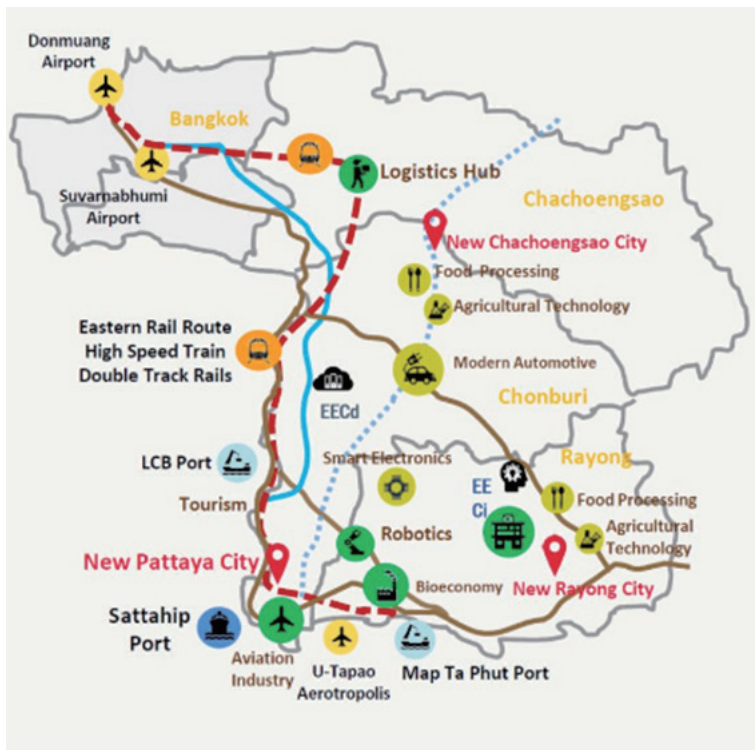 Donmuang
Airport
Bangkok
Suvarnabhumi
Airport
Logistics Hub
Chachoengsao
New Chachoengsao City
Food Processing
Agricultural Technology
Eastern Rail Route
High Speed Train
Double Track Rails
Modern Automotive
EECd
Chonburi
LCB Port
Smart Electronics
Rayong
EE
Ci
Tourism
Food Processing
Robotics
Agricultural
Technology
New Pattaya City
Bioeconomy
New Rayong City
Sattahip
Port
Aviation
Industry
U-Tapao
Aerotropolis
Map Ta Phut Port